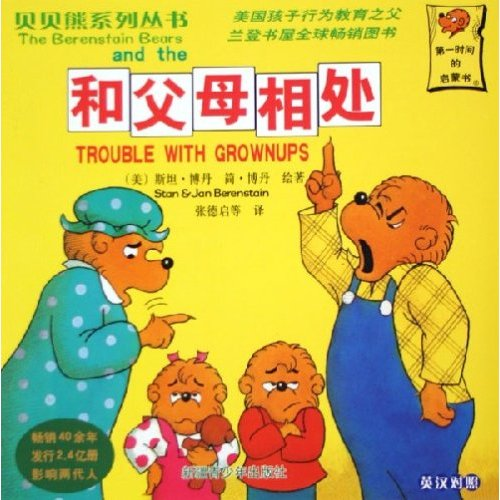 贝贝熊系列丛书
The Berenstain Bears
and the
美国孩子行为教育之父
兰登书屋全球畅销图书
第一时间
的
启蒙书
和父母相处
TROUBLE WITH GROWNUPS
(美)斯坦·博丹 简·博丹 绘著
Stan & Jan Berenstain
张德启等 译
畅销40余年
发行2.4亿册
影响两代人
新疆青少年出版社
英汉对照